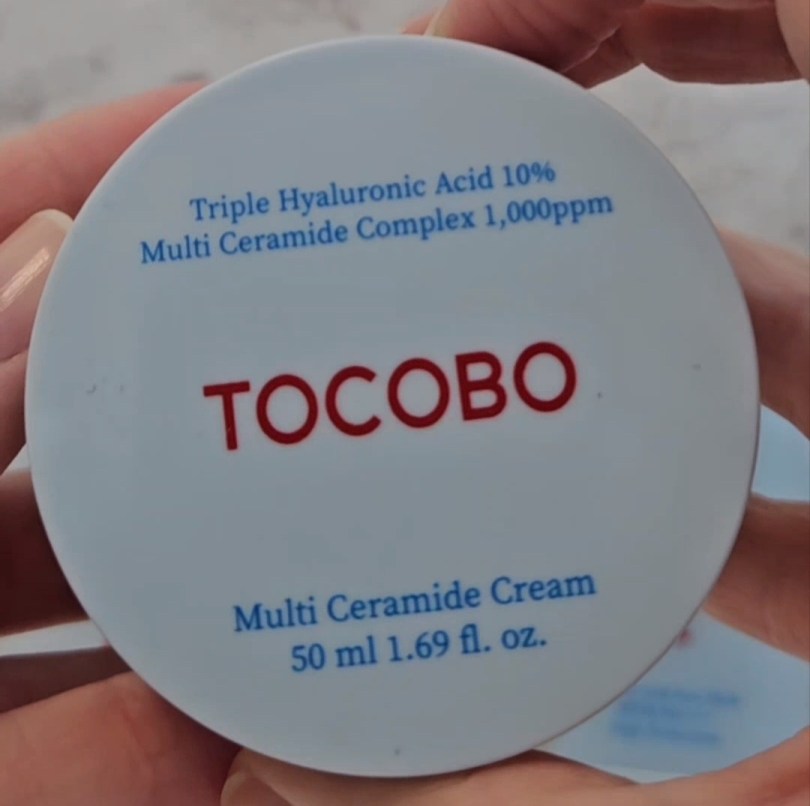 Triple Hyaluronic Acid 10%
Multi Ceramide Complex 1,000ppm
TOCOBO
Multi Ceramide Cream
50 ml 1.69 fl. oz.